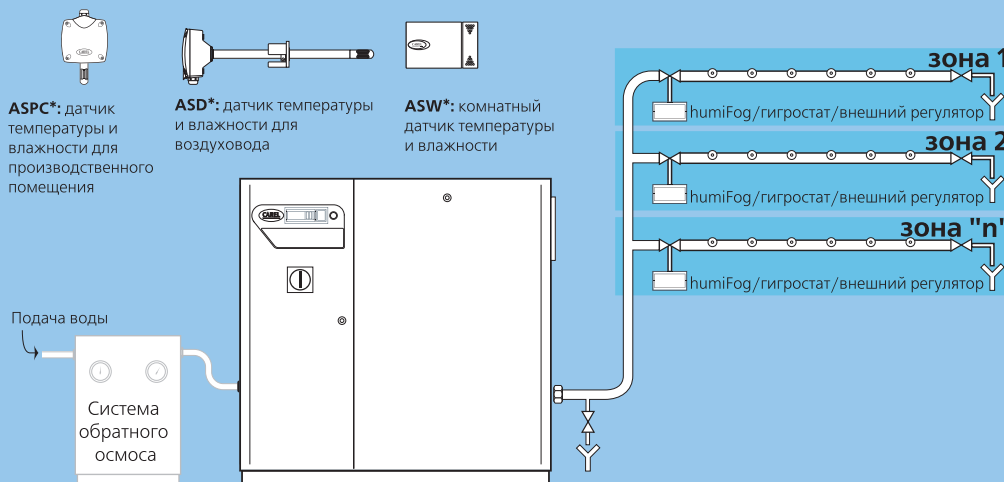 CAREL
CAREL
ASPC*: датчик
температуры и
влажности для
производственного
помещения
ASD*: датчик температуры
и влажности для
воздуховода
ASW*: комнатный
датчик температуры
и влажности
зона 1
humiFog/гигростат/внешний регулятор
зона 2
humiFog/гигростат/внешний регулятор
зона "n"
humiFog/гигростат/внешний регулятор
CAREL
Подача воды
Система
обратного
осмоса